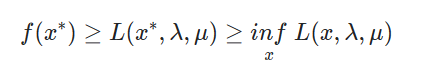 f(x*) ≥ L(x*, λ, μ) ≥ inf L(x, λ, μ)
x